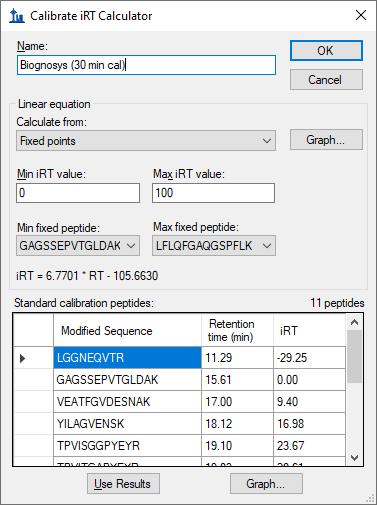 Calibrate iRT Calculator
Name:
OK
Biognosys (30 min cal)
Cancel
Linear equation
Calculate from:
Fixed points
Graph...
Min iRT value: Max iRT value:
0 100
Min fixed peptide: Max fixed peptide:
GAGSSEPVTGLDAK LFLQFGAQGSPFLK
iRT = 6.7701 * RT - 105.6630
Standard calibration peptides: 11 peptides
Modified Sequence Retention time (min) iRT
LGGNEQVTR 11.29 -29.25
GAGSSEPVTGLDAK 15.61 0.00
VEATFGVDESNAK 17.00 9.40
YILAGVENSK 18.12 16.98
TPVISGGPYEYR 19.10 23.67
Use Results Graph...